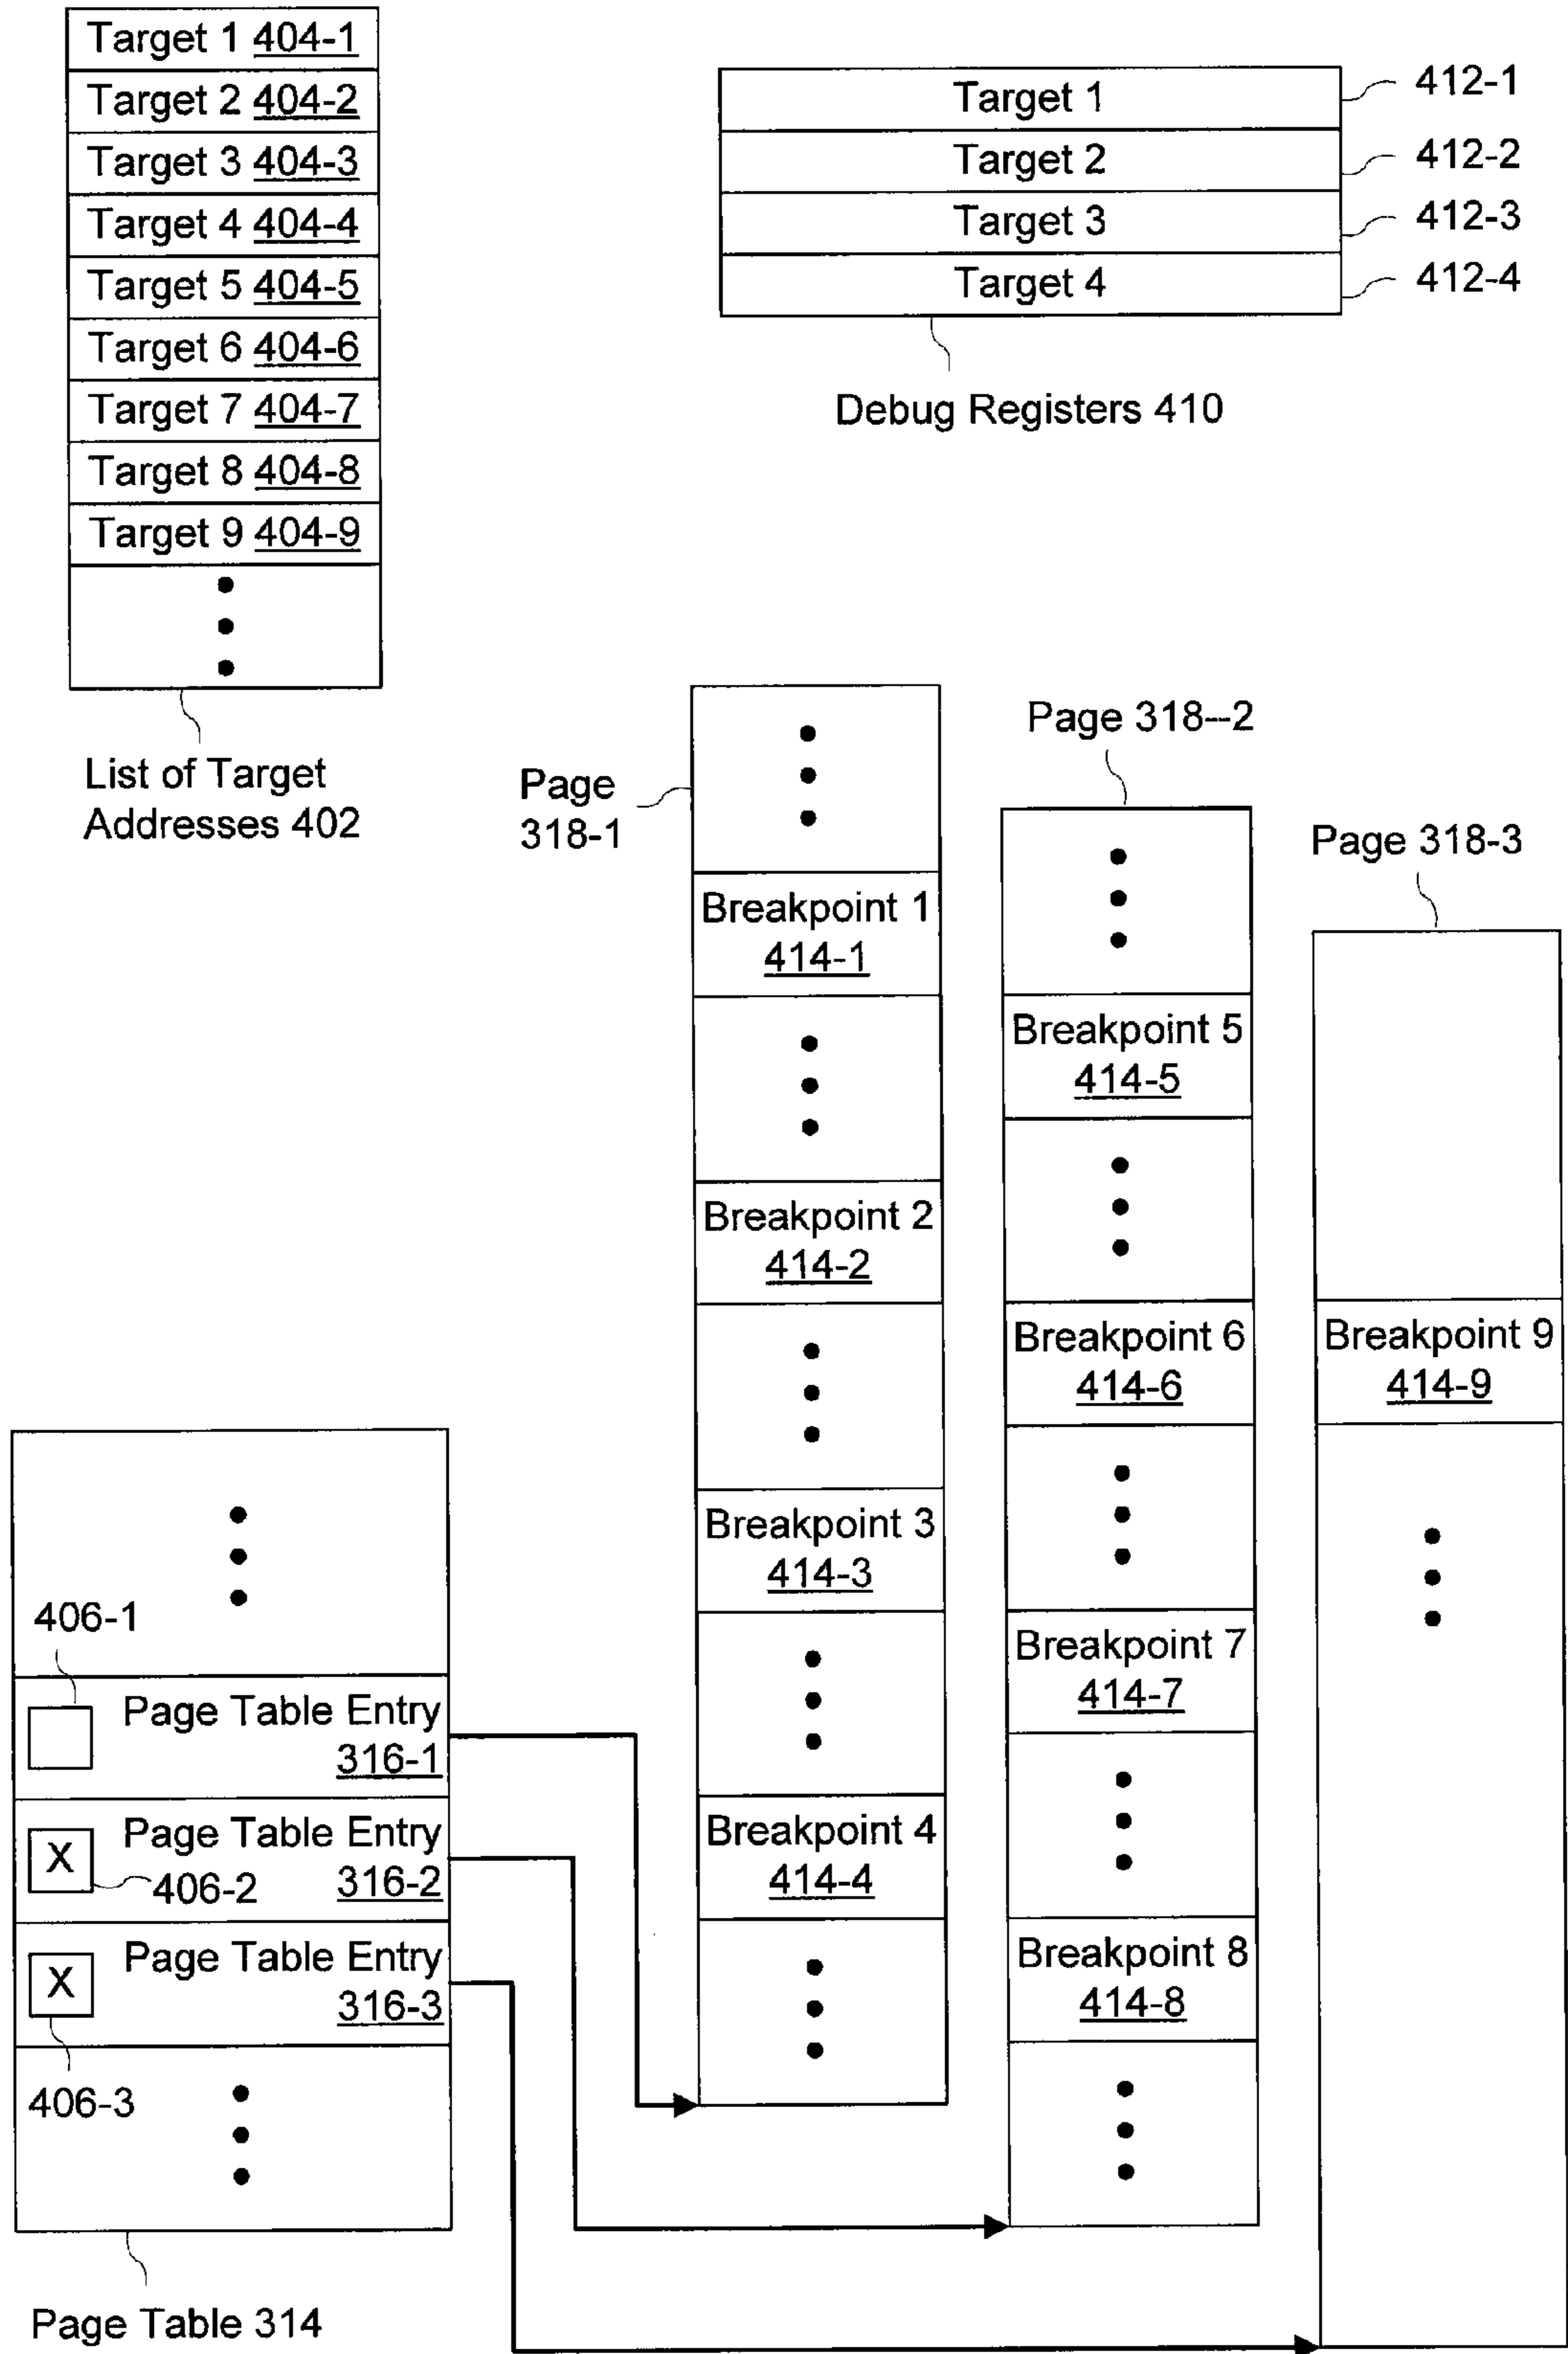 Target 1 404-1
Target 2 404-2
Target 3 404-3
Target 4 404-4
Target 5 404-5
Target 6 404-6
Target 7 404-7
Target 8 404-8
Target 9 404-9
List of Target
Addresses 402
Target 1
412-1
Target 2
412-2
Target 3
412-3
Target 4
412-4
Debug Registers 410
Page
318-1
Breakpoint 1
414-1
Breakpoint 2
414-2
Breakpoint 3
414-3
Breakpoint 4
414-4
Page 318--2
Breakpoint 5
414-5
Breakpoint 6
414-6
Breakpoint 7
414-7
Breakpoint 8
414-8
Page 318-3
Breakpoint 9
414-9
406-1
Page Table Entry
316-1
X
Page Table Entry
406-2
316-2
X
Page Table Entry
316-3
406-3
Page Table 314